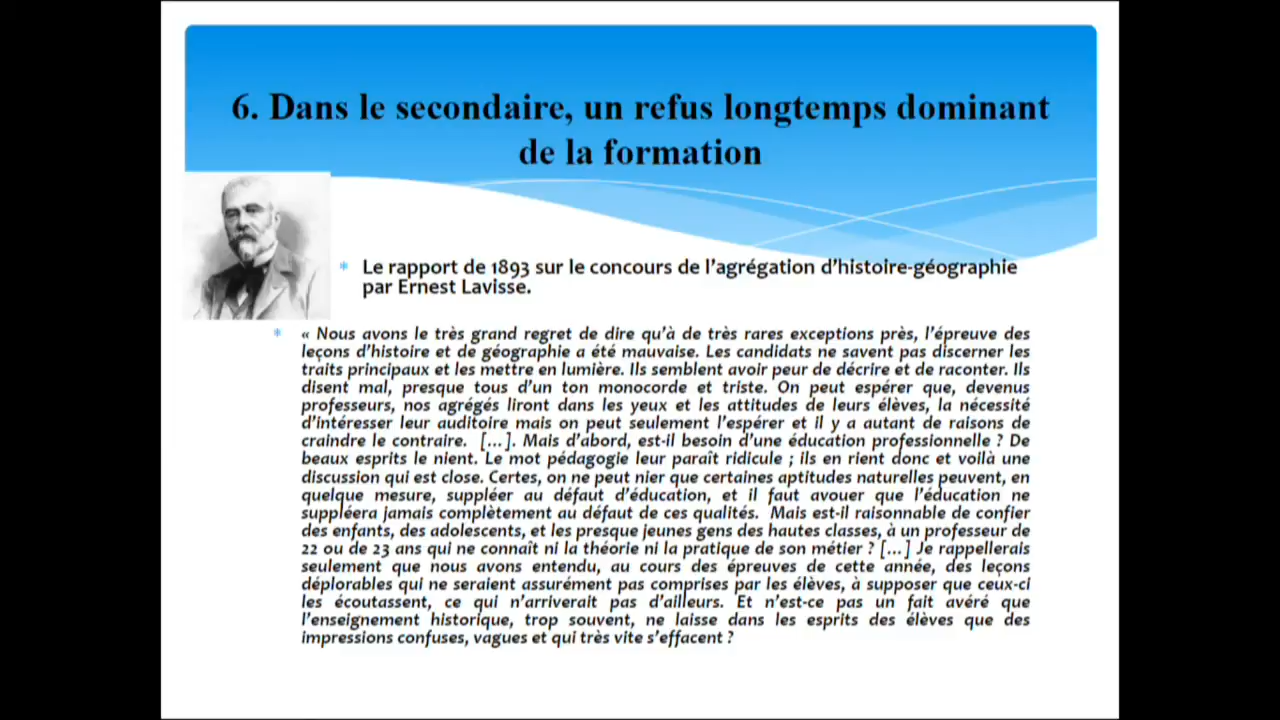 6. Dans le secondaire, un refus longtemps dominant
de la formation
Le rapport de 1893 sur le concours de l'agrégation d'histoire-géographie
par Ernest Lavisse.
« Nous avons le très grand regret de dire qu'à de très rares exceptions près, l'épreuve des
leçons d'histoire et de géographie a été mauvaise. Les candidats ne savent pas discerner les
traits principaux et les mettre en lumière. Ils semblent avoir peur de décrire et de raconter. Ils
disent mal, presque tous d'un ton monocorde et triste. On peut espérer que, devenus
professeurs, nos agrégés liront dans les yeux et les attitudes de leurs élèves, la nécessité
d'intéresser leur auditoire mais on peut seulement l'espérer et il y a autant de raisons de
craindre le contraire. [...]. Mais d'abord, est-il besoin d'une éducation professionnelle ? De
beaux esprits le nient. Le mot pédagogie leur paraît ridicule ; ils en rient donc et voilà une
discussion qui est close. Certes, on ne peut nier que certaines aptitudes naturelles peuvent, en
quelque mesure, suppléer au défaut d'éducation, et il faut avouer que l'éducation ne
suppléera jamais complètement au défaut de ces qualités. Mais est-il raisonnable de confier
des enfants, des adolescents, et les presque jeunes gens des hautes classes, à un professeur de
22 ou de 23 ans qui ne connaît ni la théorie ni la pratique de son métier ? [...] Je rappellerais
seulement que nous avons entendu, au cours des épreuves de cette année, des leçons
déplorables qui ne seraient assurément pas comprises par les élèves, à supposer que ceux-ci
les écoutassent, ce qui n'arriverait pas d'ailleurs. Et n'est-ce pas un fait avéré que
l'enseignement historique, trop souvent, ne laisse dans les esprits des élèves que des
impressions confuses, vagues et qui très vite s'effacent ?